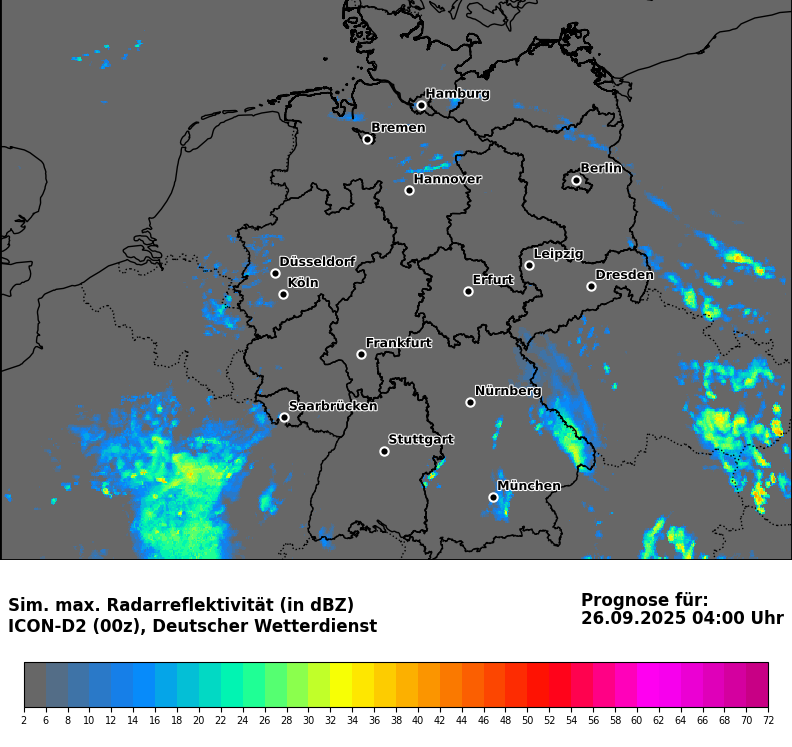 Hamburg
Bremen
Hannover
Berlin
Düsseldorf
Köln
Leipzig
Erfurt
Dresden
Frankfurt
Nürnberg
Saarbrücken
Stuttgart
München
Sim. max. Radarreflektivität (in dBZ)
ICON-D2 (00z), Deutscher Wetterdienst
Prognose für:
26.09.2025 04:00 Uhr
2 6 8 10 12 14 16 18 20 22 24 26 28 30 32 34 36 38 40 42 44 46 48 50 52 54 56 58 60 62 64 66 68 70 72